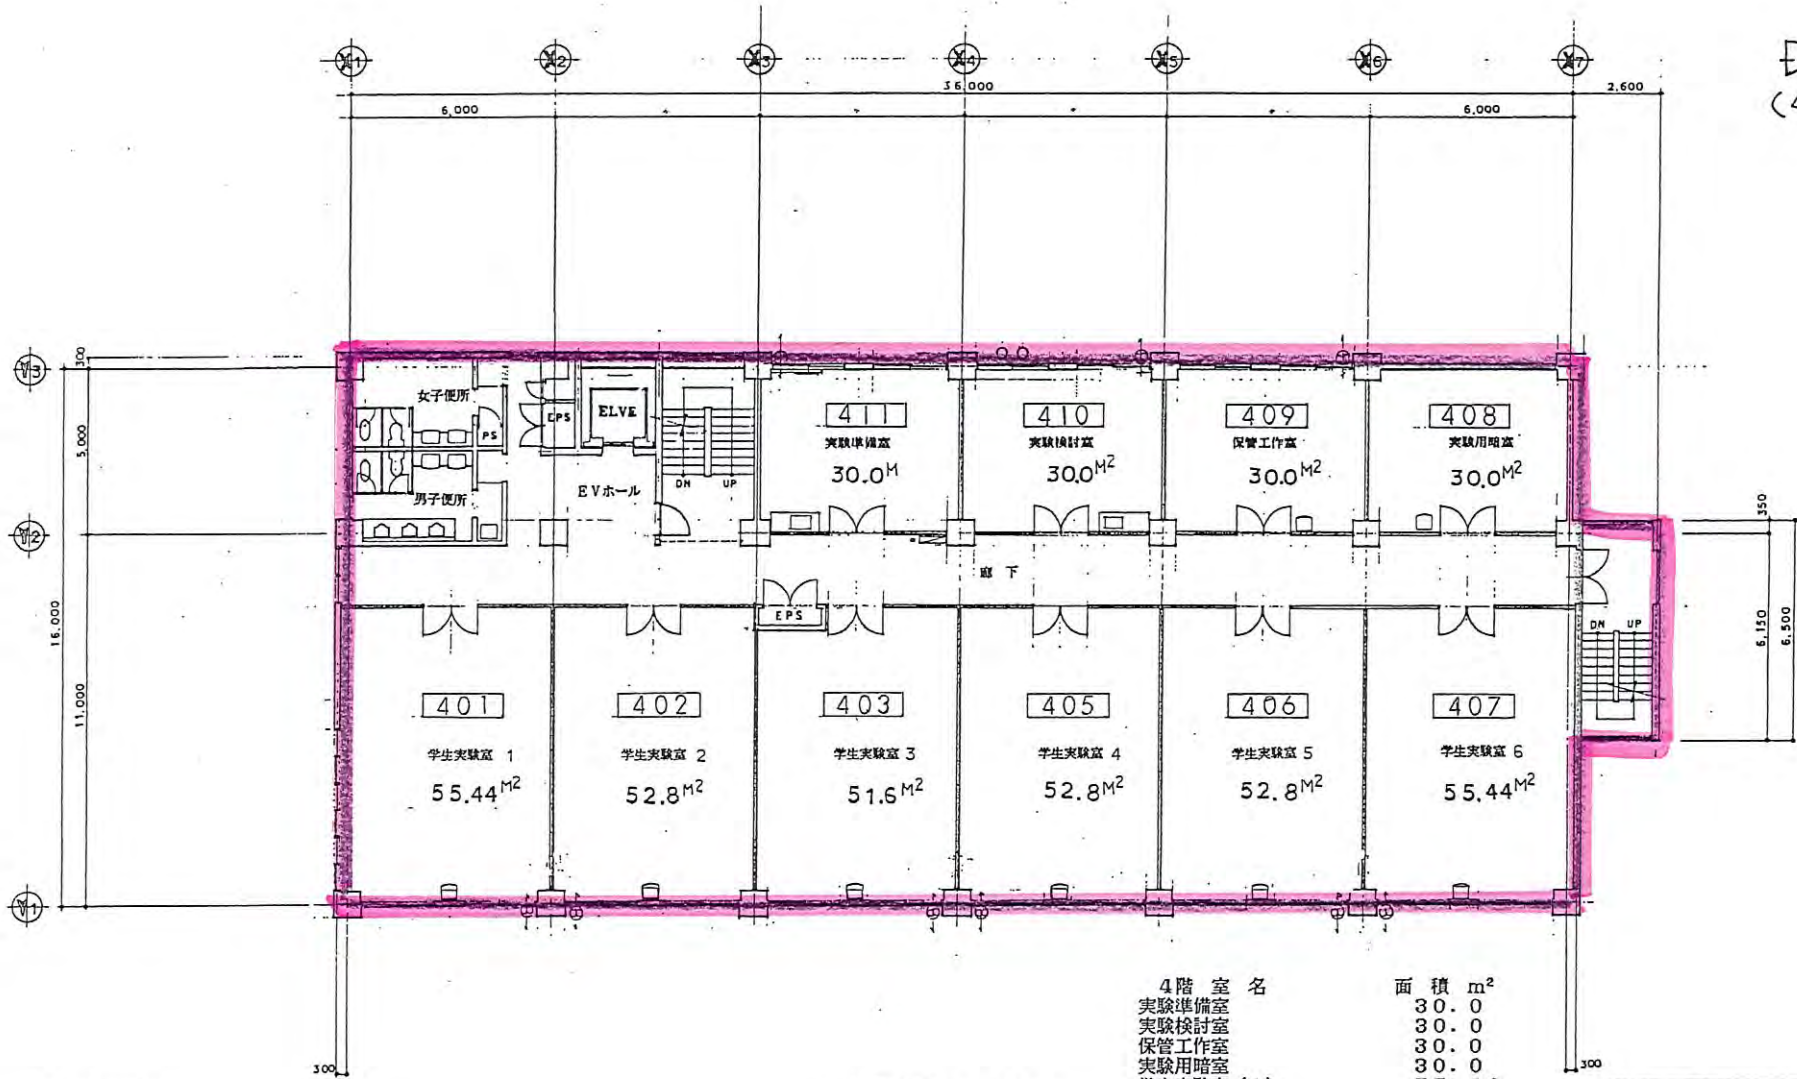 X1 X2 X3 X4 X5 X6 X7
36,000 2,600
6,000 6,000
(4
Y3
300
女子便所
PS
EPS
ELVE
DN UP
411 410 409 408
実験準備室 実験検討室 保管工作室 実験用暗室
30.0M 30.0M2 30.0M2 30.0M2
5,000
男子便所
EVホール
Y2
350
廊下
EPS
DN UP
16,000
11,000
6,150
6,500
401 402 403 405 406 407
学生実験室 1 学生実験室 2 学生実験室 3 学生実験室 4 学生実験室 5 学生実験室 6
55.44M2 52.8M2 51.6M2 52.8M2 52.8M2 55.44M2
Y1
4階 室 名 面 積 m²
実験準備室 30.0
実験検討室 30.0
保管工作室 30.0
実験用暗室 30.0
300 300